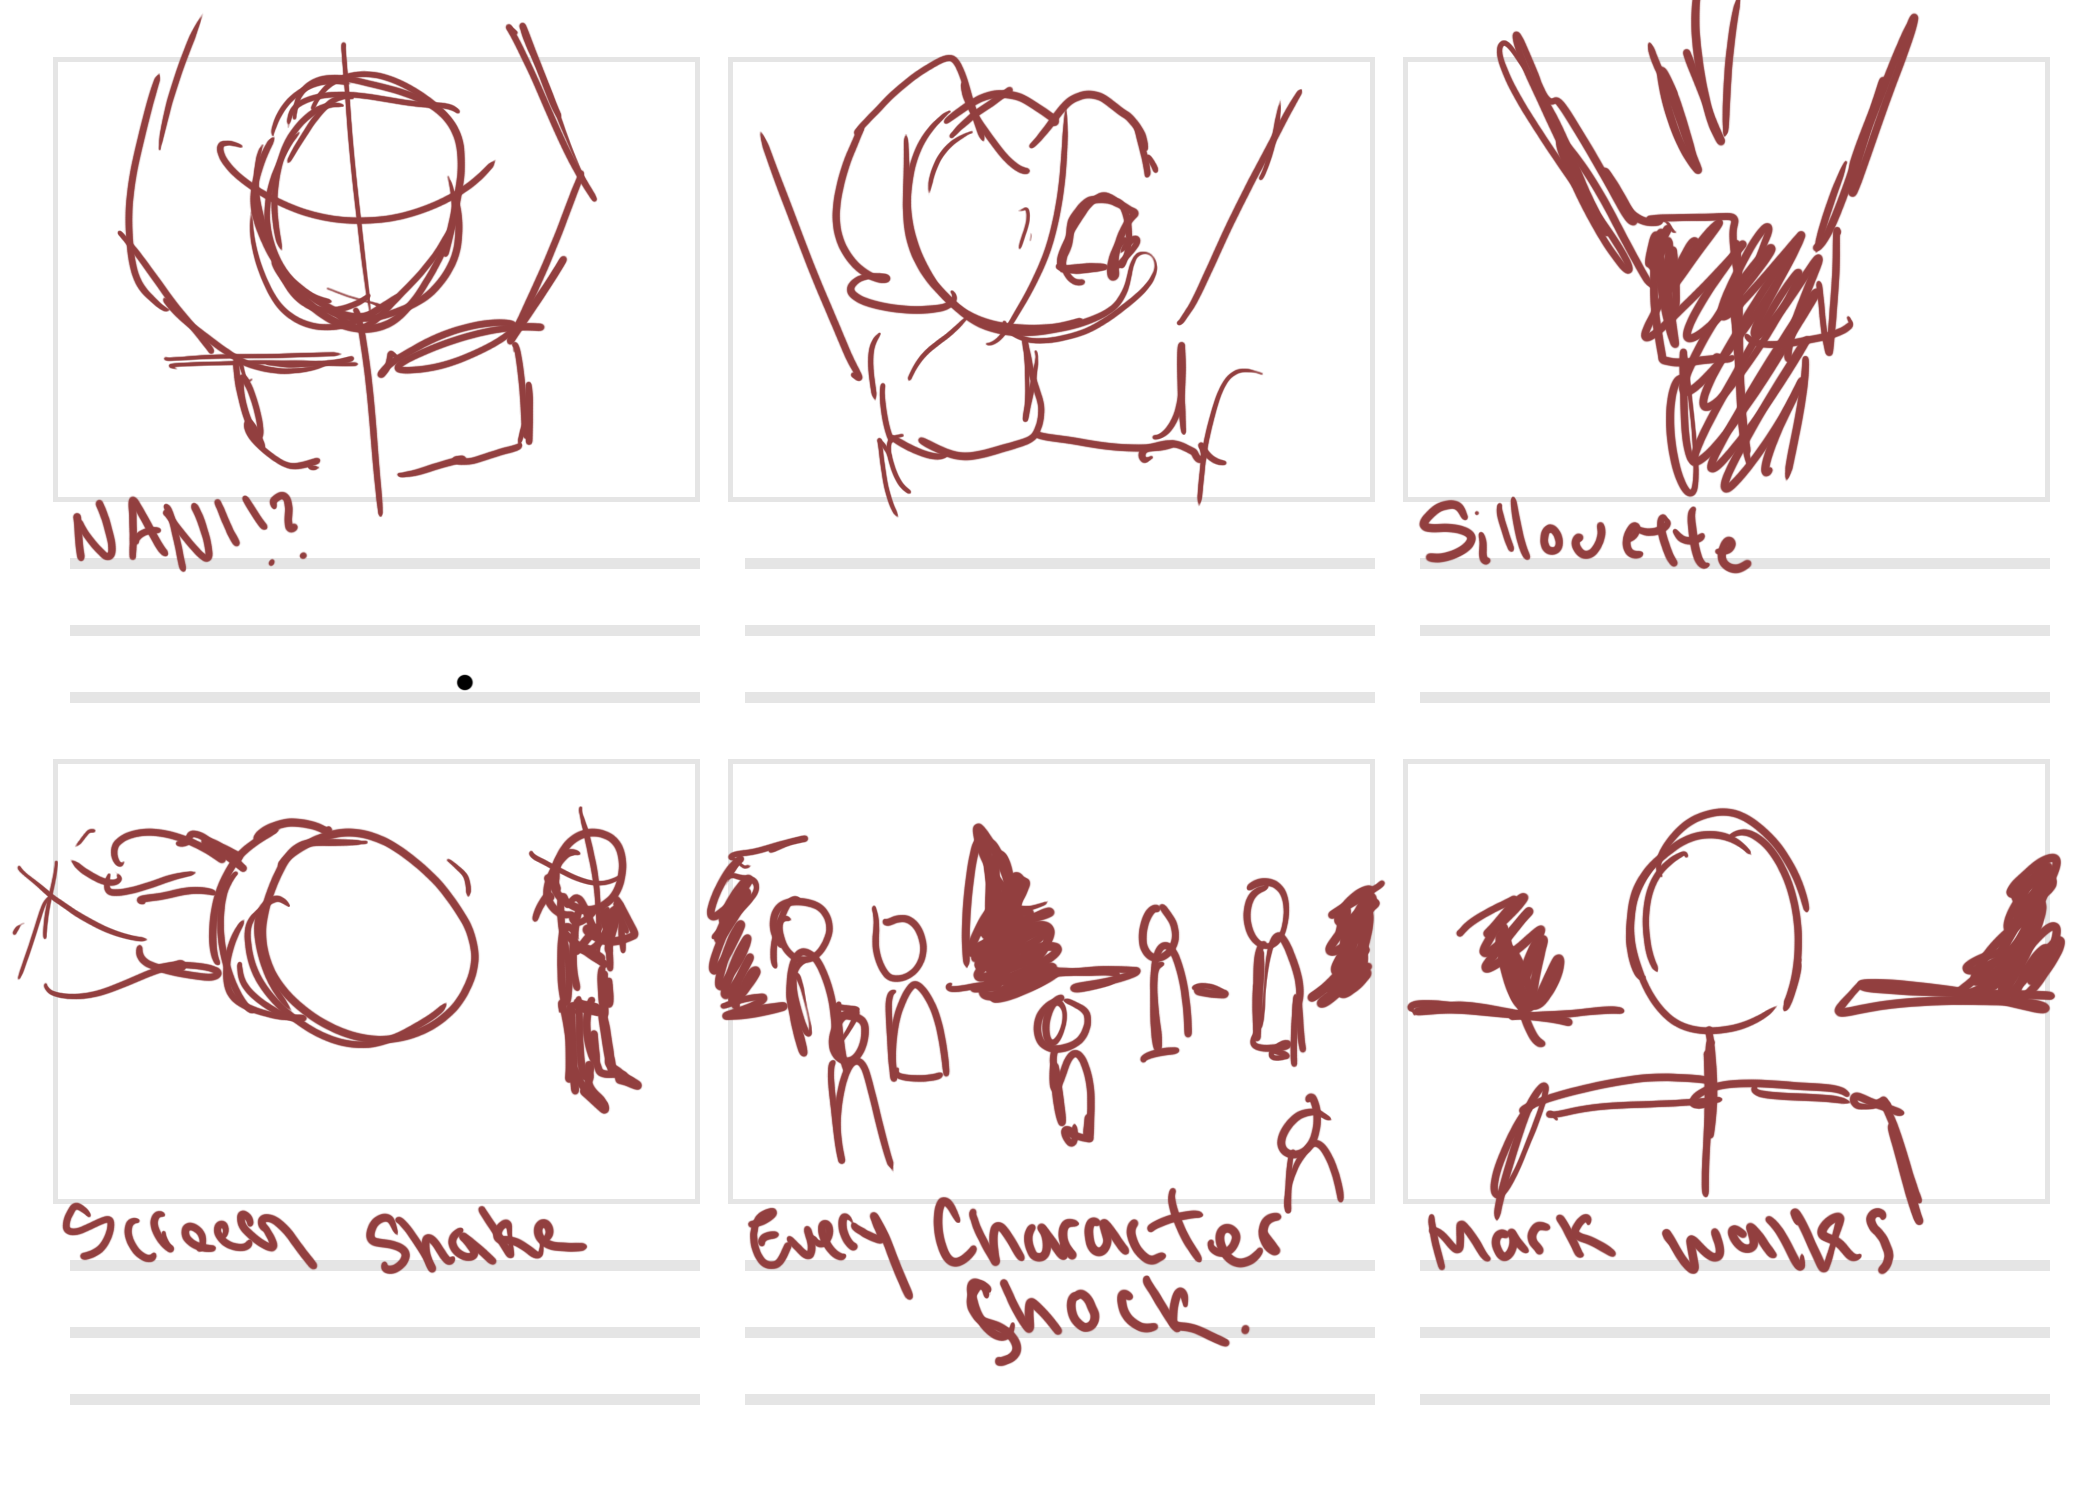 NANI!?
Sillouette
Screen Shake
Every Character
Shock.
Mark walks